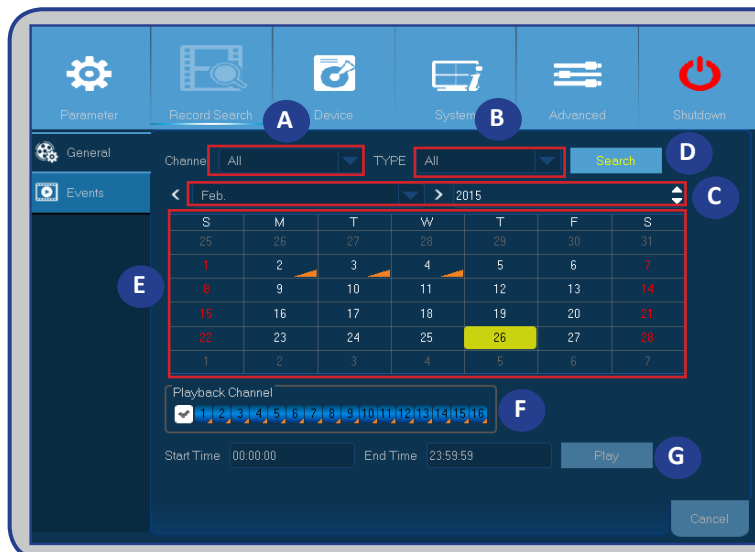 Parameter Record Search Device System Advanced Shutdown
A B
General
Channel All TYPE All Search D
Events
< Feb. > 2015 C
S M T W T F S
25 26 27 28 29 30 31
1 2 3 4 5 6 7
E
8 9 10 11 12 13 14
15 16 17 18 19 20 21
22 23 24 25 26 27 28
1 2 3 4 5 6 7
Playback Channel
1 2 3 4 5 6 7 8 9 10 11 12 13 14 15 16 F
Start Time 00:00:00 End Time 23:59:59 Play G
Cancel